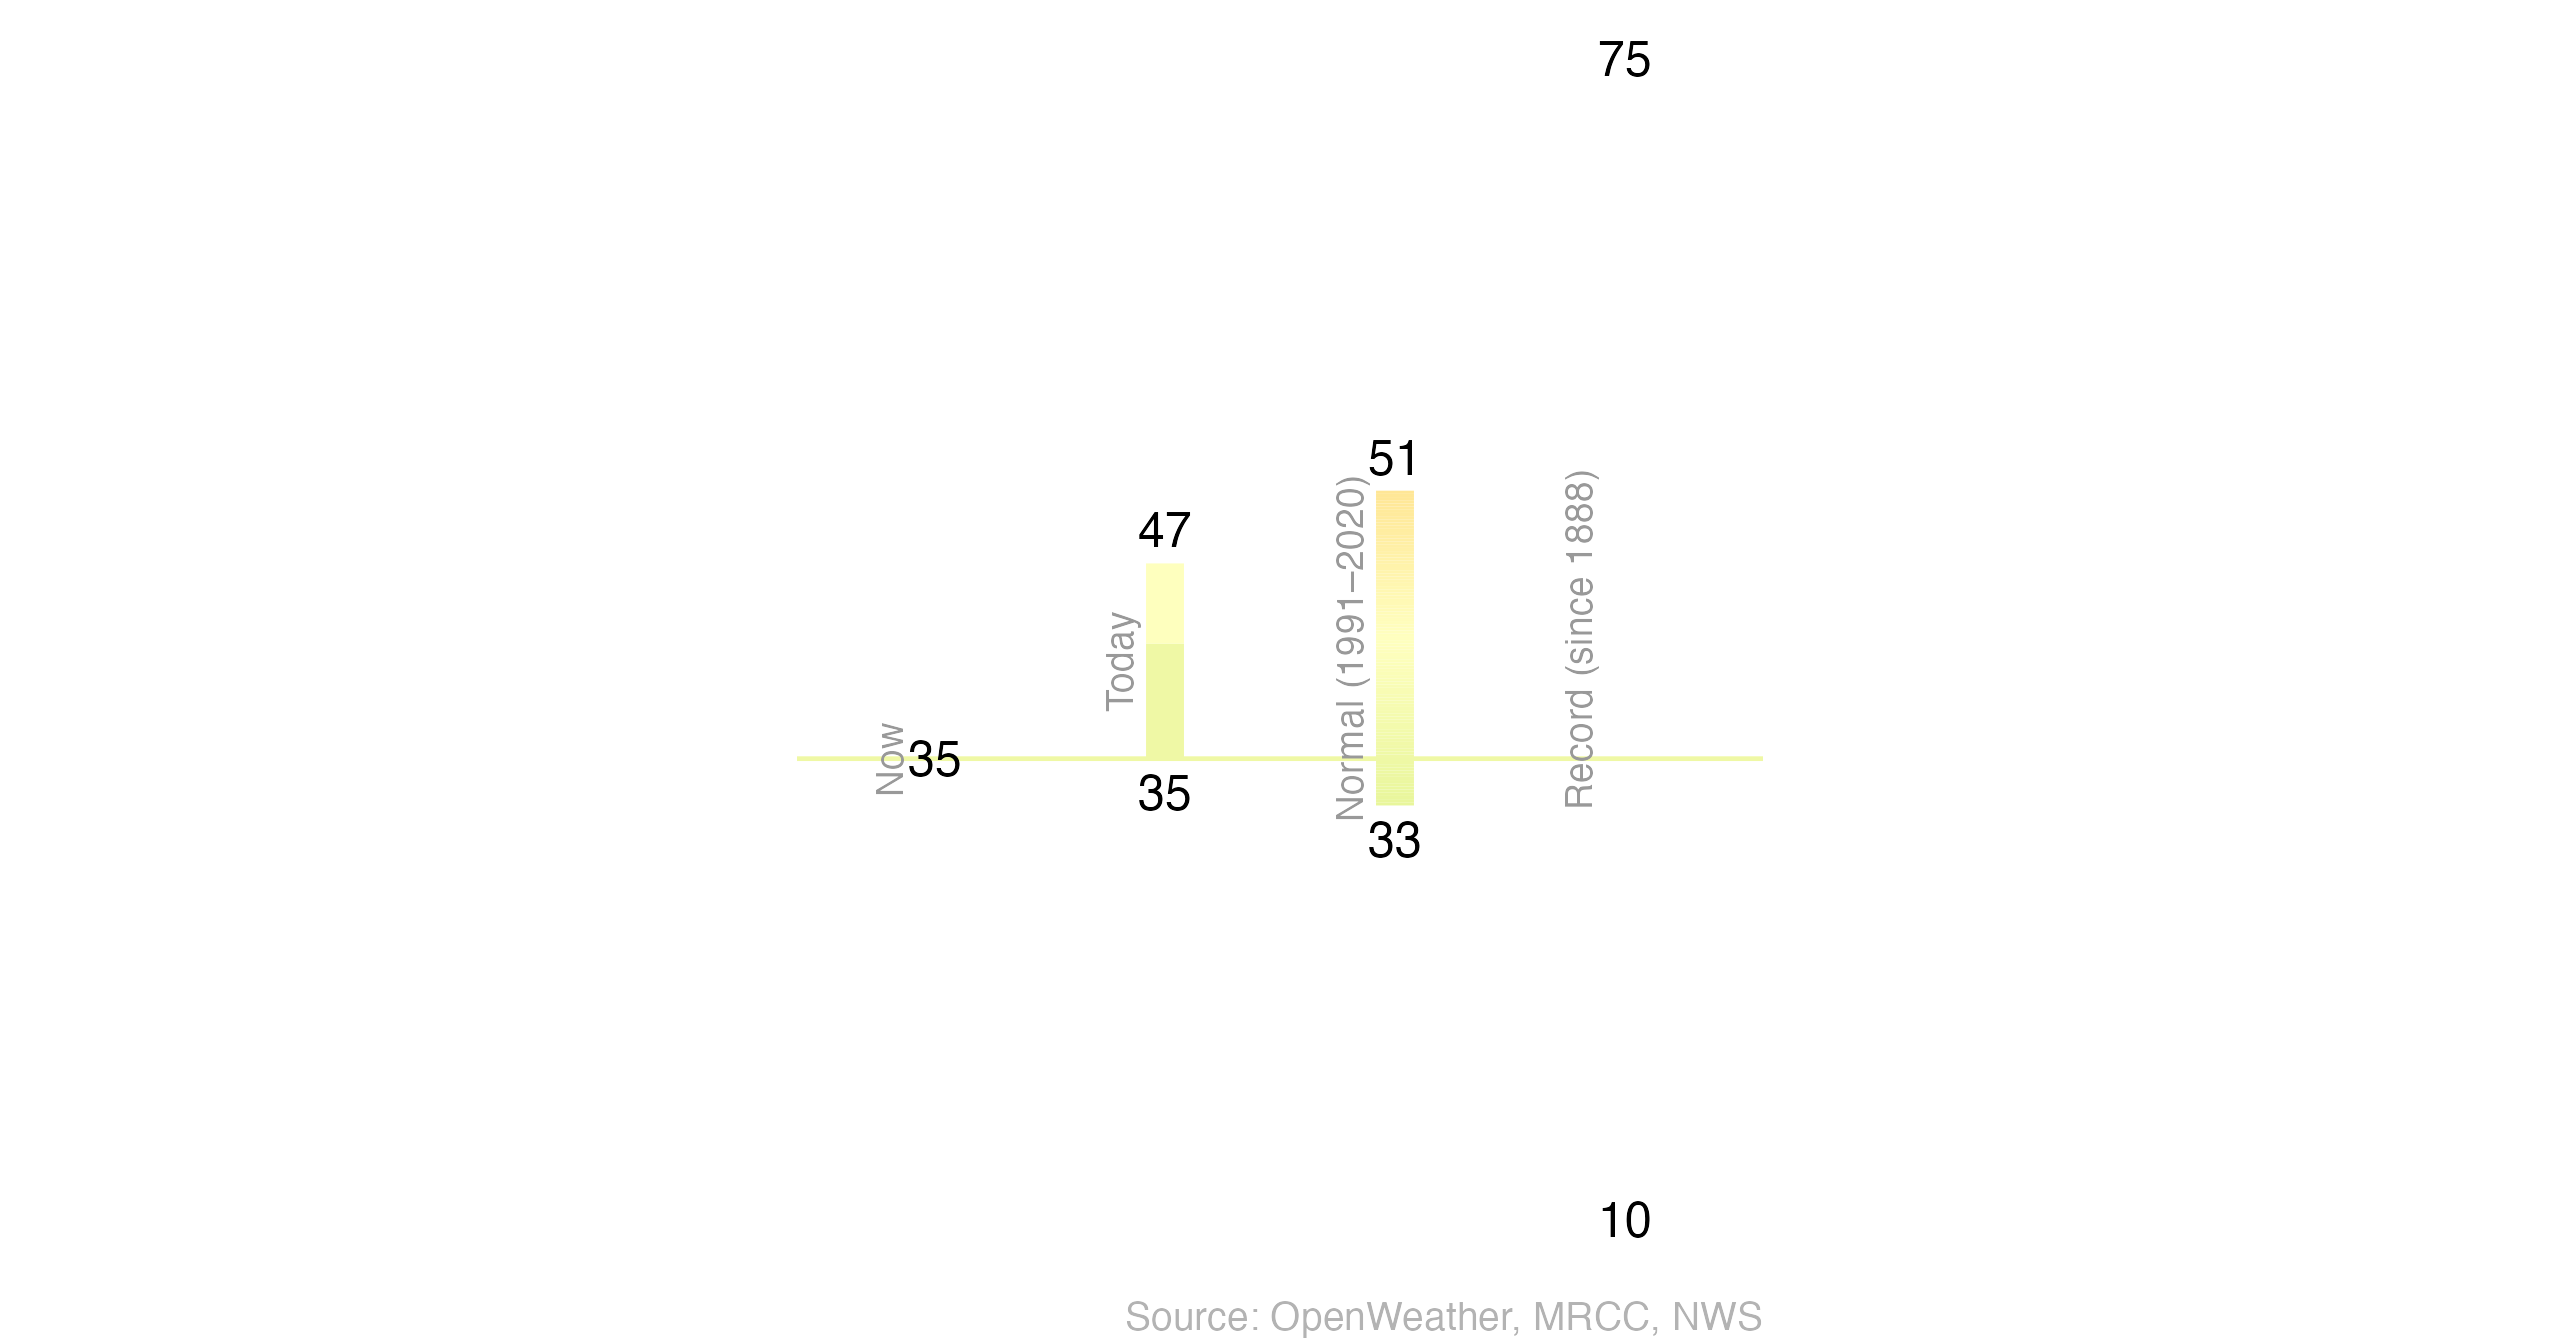 75
51
47
Normal (1991–2020)
Record (since 1888)
Today
Now
35
35
33
10
Source: OpenWeather, MRCC, NWS